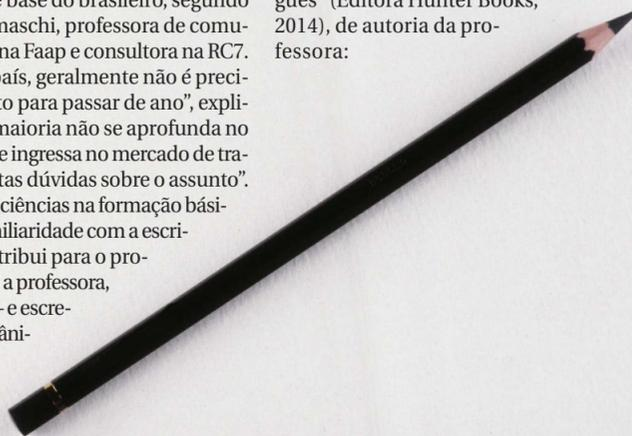 base do brasileiro, segundo
maschi, professora de comu-
na Faap e consultora na RC7.
país, geralmente não é preci-
to para passar de ano”, expli-
maioria não se aprofunda no
e ingressa no mercado de tra-
tas dúvidas sobre o assunto”.
ciências na formação bási-
iliaridade com a escri-
tribui para o pro-
a professora,
- e escre-
âni-
guês” (Editora Hunter Books,
2014), de autoria da pro-
fessora: